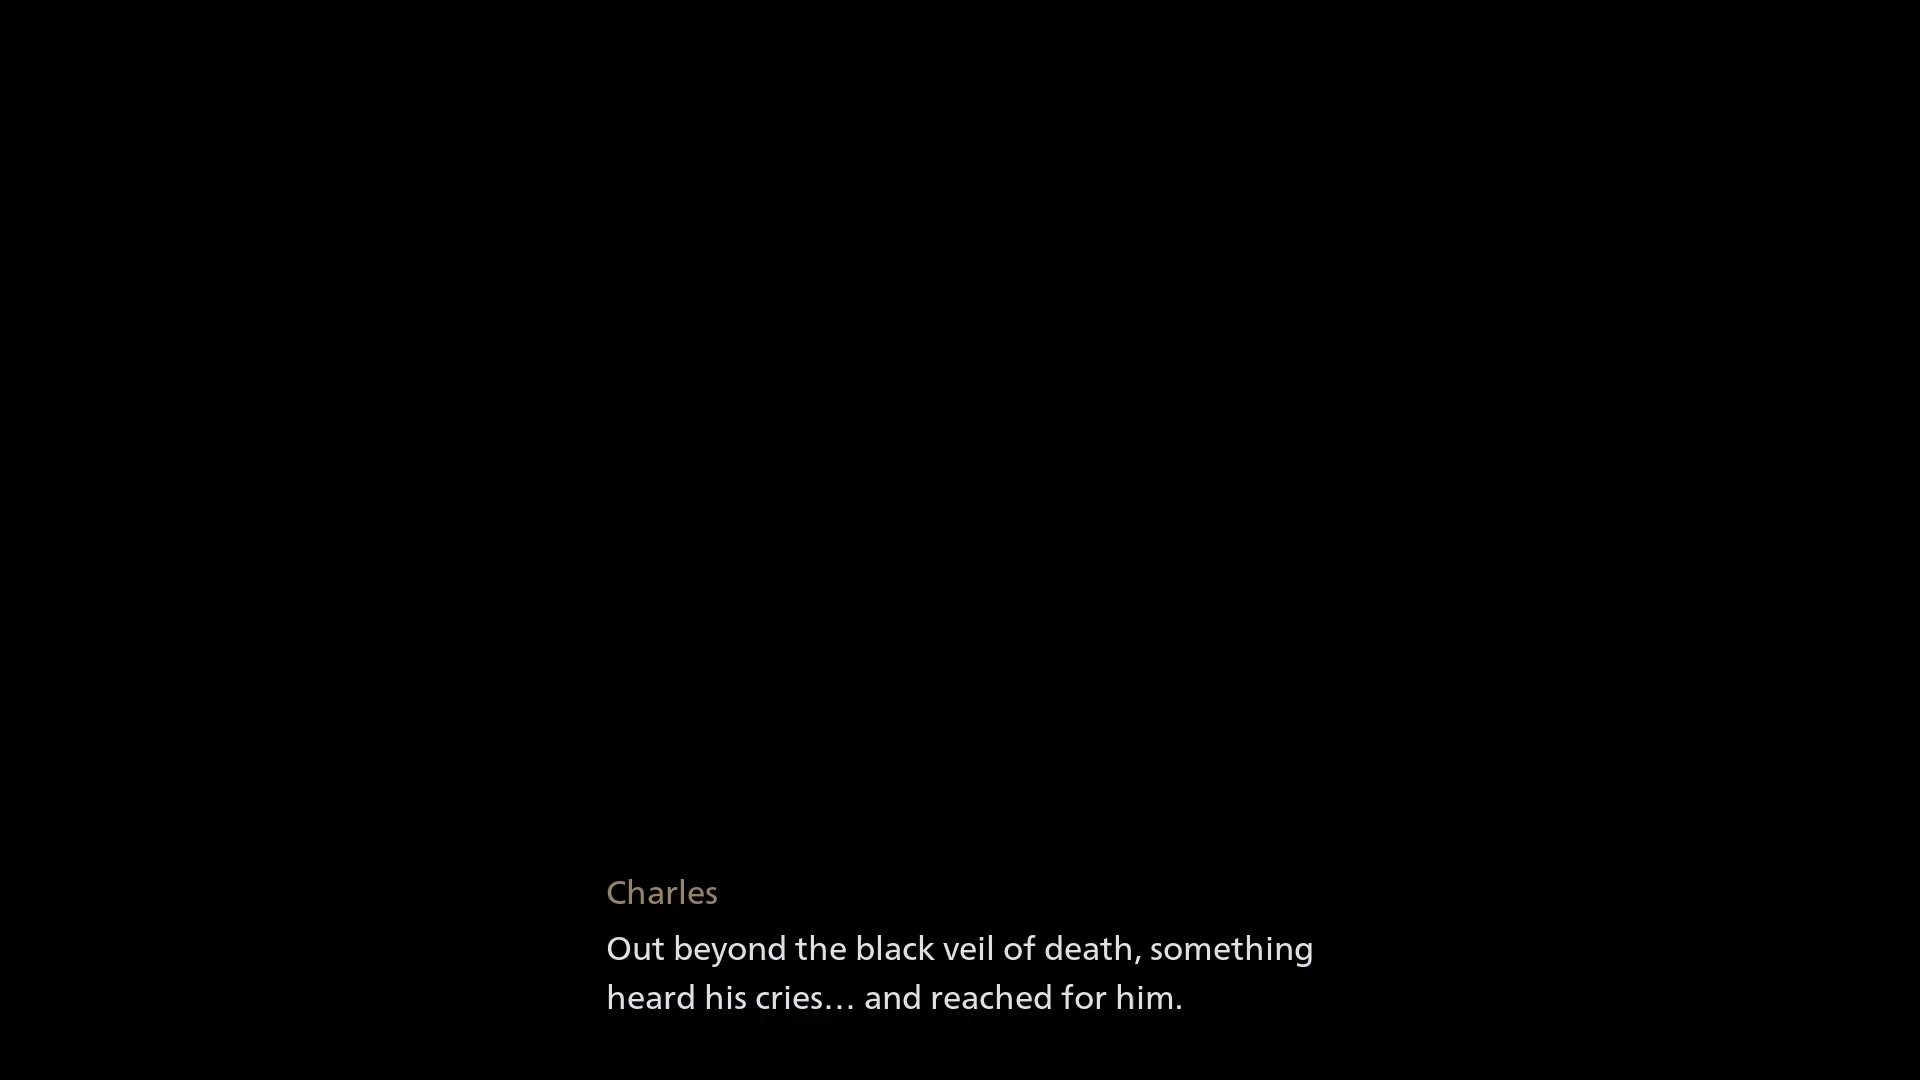 Charles
Out beyond the black veil of death, something
heard his cries… and reached for him.